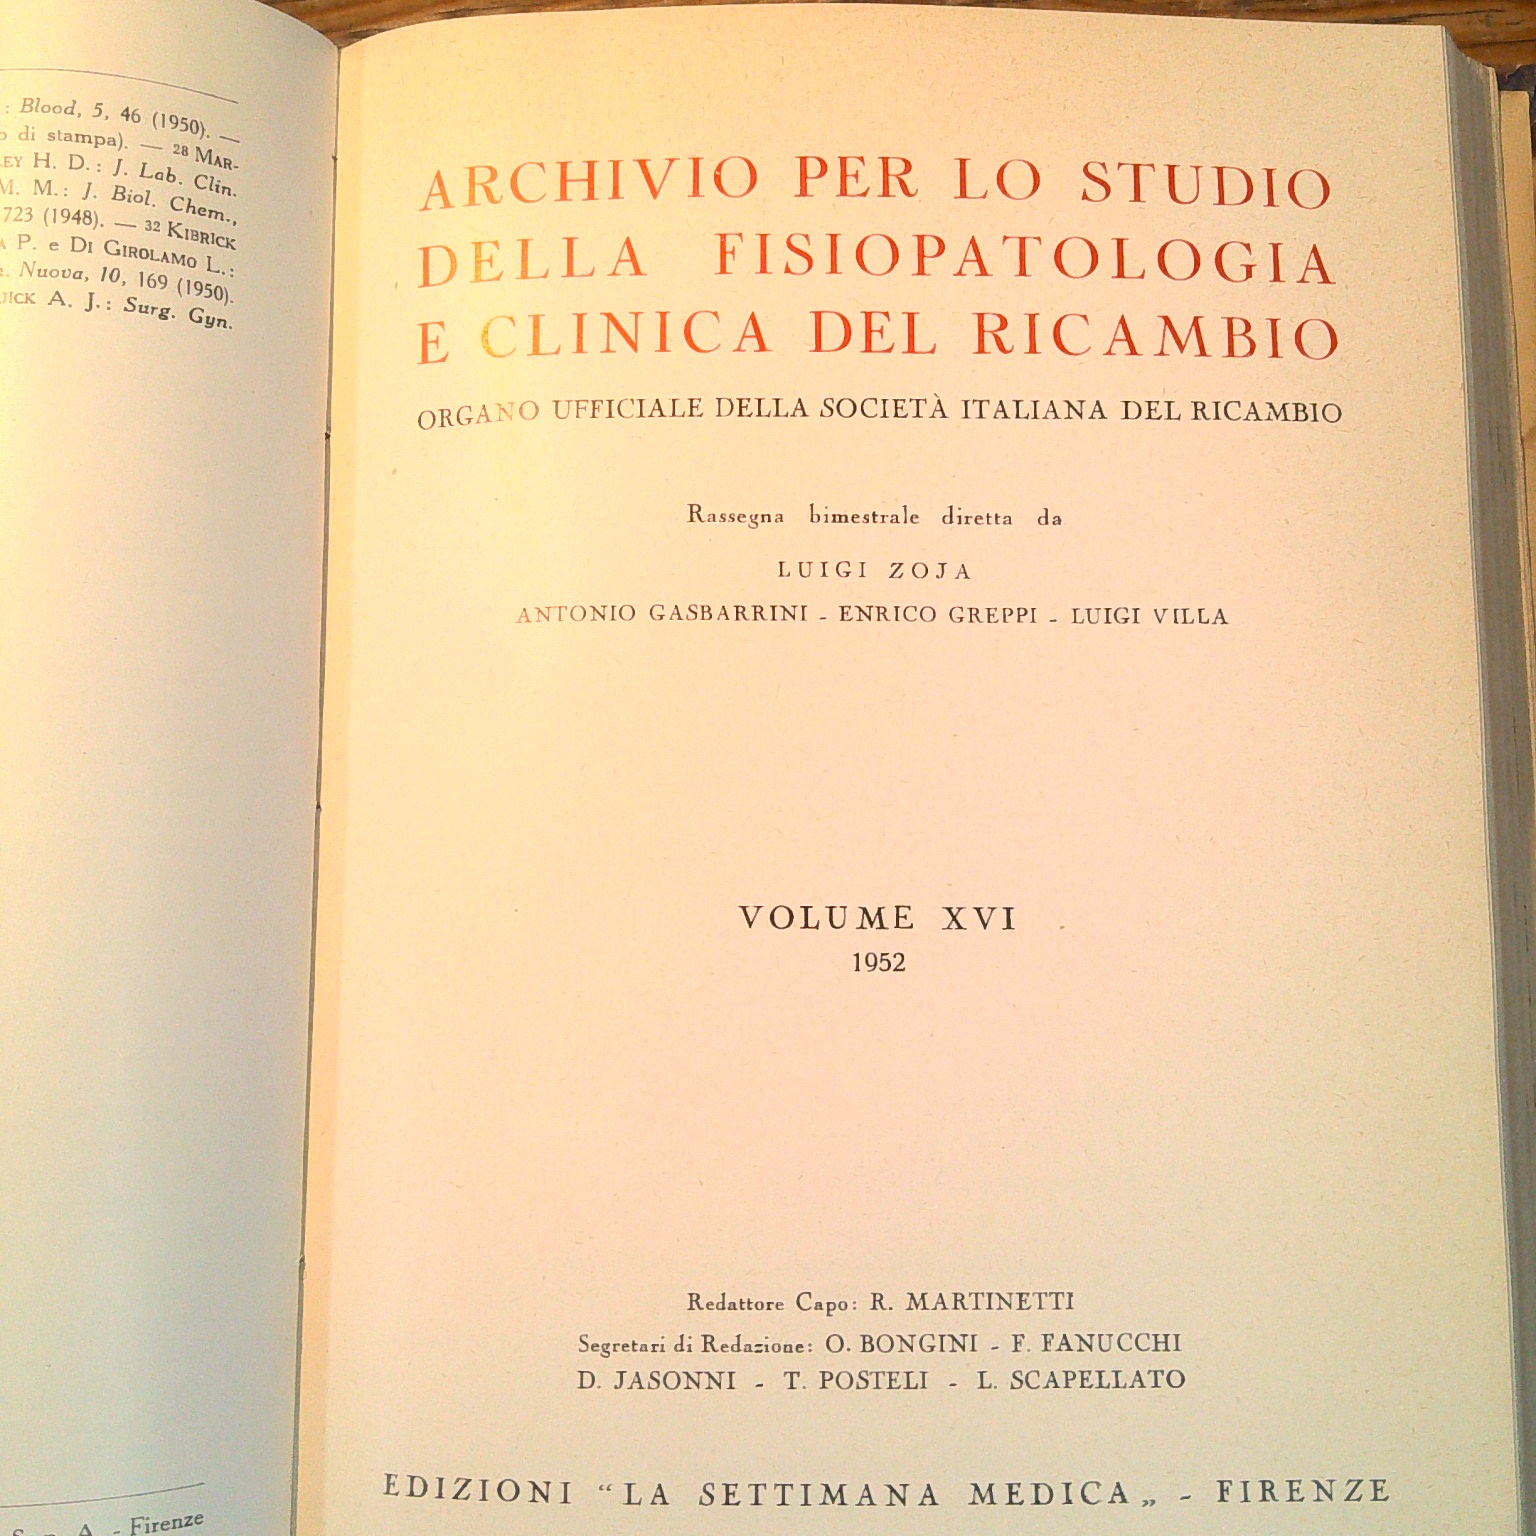 : Blood, 5, 46 (1950). —
di stampa). — 28 MAR-
LEY H. D.: J. Lab. Clin.
M. M.: J. Biol. Chem.,
723 (1948). — 32 KIBRICK
P. e DI GIROLAMO L.:
Nuova, 10, 169 (1950).
A. J.: Surg. Gyn.
A. - Firenze
ARCHIVIO PER LO STUDIO
DELLA FISIOPATOLOGIA
E CLINICA DEL RICAMBIO
ORGANO UFFICIALE DELLA SOCIETÀ ITALIANA DEL RICAMBIO
Rassegna bimestrale diretta da
LUIGI ZOJA
ANTONIO GASBARRINI - ENRICO GREPPI - LUIGI VILLA
VOLUME XVI
1952
Redattore Capo: R. MARTINETTI
Segretari di Redazione: O. BONGINI - F. FANUCCHI
D. JASONNI - T. POSTELI - L. SCAPELLATO
EDIZIONI “LA SETTIMANA MEDICA„ - FIRENZE